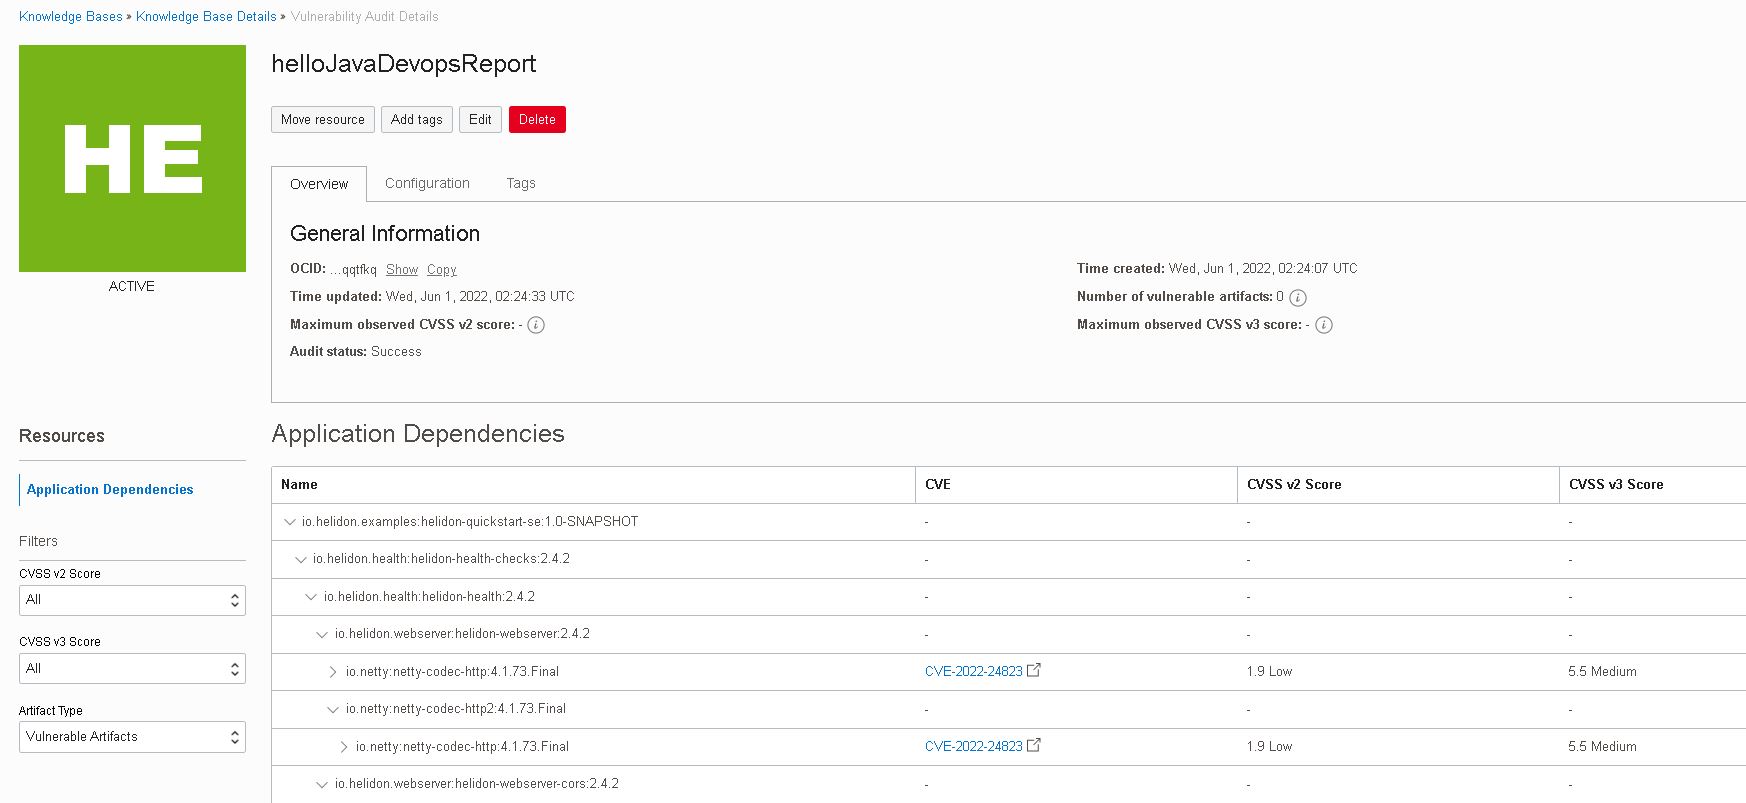 Knowledge Bases » Knowledge Base Details » Vulnerability Audit Details
HE
ACTIVE
helloJavaDevopsReport
Move resource Add tags Edit Delete
Overview Configuration Tags
General Information
OCID: ...qqtfkq Show Copy
Time created: Wed, Jun 1, 2022, 02:24:07 UTC
Time updated: Wed, Jun 1, 2022, 02:24:33 UTC
Number of vulnerable artifacts: 0 i
Maximum observed CVSS v2 score: - i
Maximum observed CVSS v3 score: - i
Audit status: Success
Resources
Application Dependencies
Filters
CVSS v2 Score
All
CVSS v3 Score
All
Artifact Type
Vulnerable Artifacts
Application Dependencies
Name CVE CVSS v2 Score CVSS v3 Score
io.helidon.examples:helidon-quickstart-se:1.0-SNAPSHOT - - -
io.helidon.health:helidon-health-checks:2.4.2 - - -
io.helidon.health:helidon-health:2.4.2 - - -
io.helidon.webserver:helidon-webserver:2.4.2 - - -
io.netty:netty-codec-http:4.1.73.Final CVE-2022-24823 1.9 Low 5.5 Medium
io.netty:netty-codec-http2:4.1.73.Final - - -
io.netty:netty-codec-http:4.1.73.Final CVE-2022-24823 1.9 Low 5.5 Medium
io.helidon.webserver:helidon-webserver-cors:2.4.2 - - -